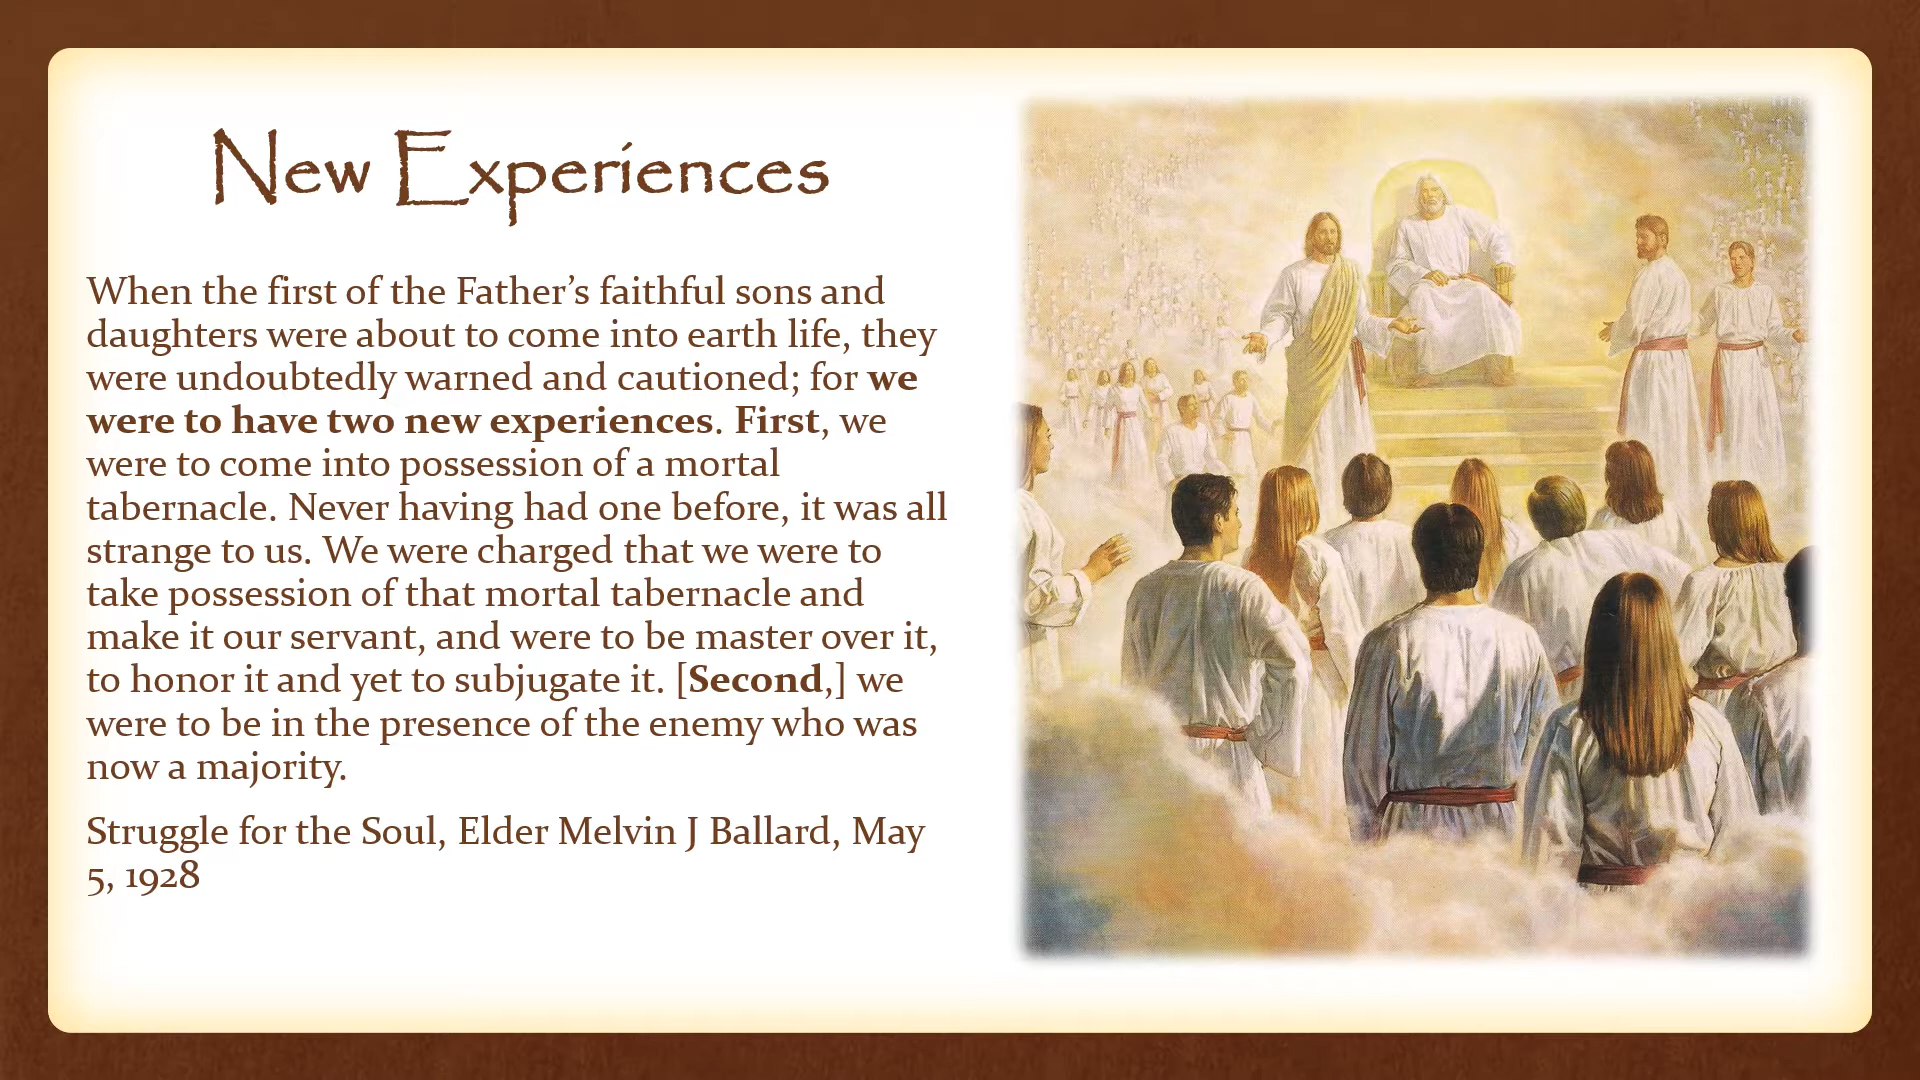 New Experiences
When the first of the Father’s faithful sons and
daughters were about to come into earth life, they
were undoubtedly warned and cautioned; for we
were to have two new experiences. First, we
were to come into possession of a mortal
tabernacle. Never having had one before, it was all
strange to us. We were charged that we were to
take possession of that mortal tabernacle and
make it our servant, and were to be master over it,
to honor it and yet to subjugate it. [Second,] we
were to be in the presence of the enemy who was
now a majority.
Struggle for the Soul, Elder Melvin J Ballard, May
5, 1928